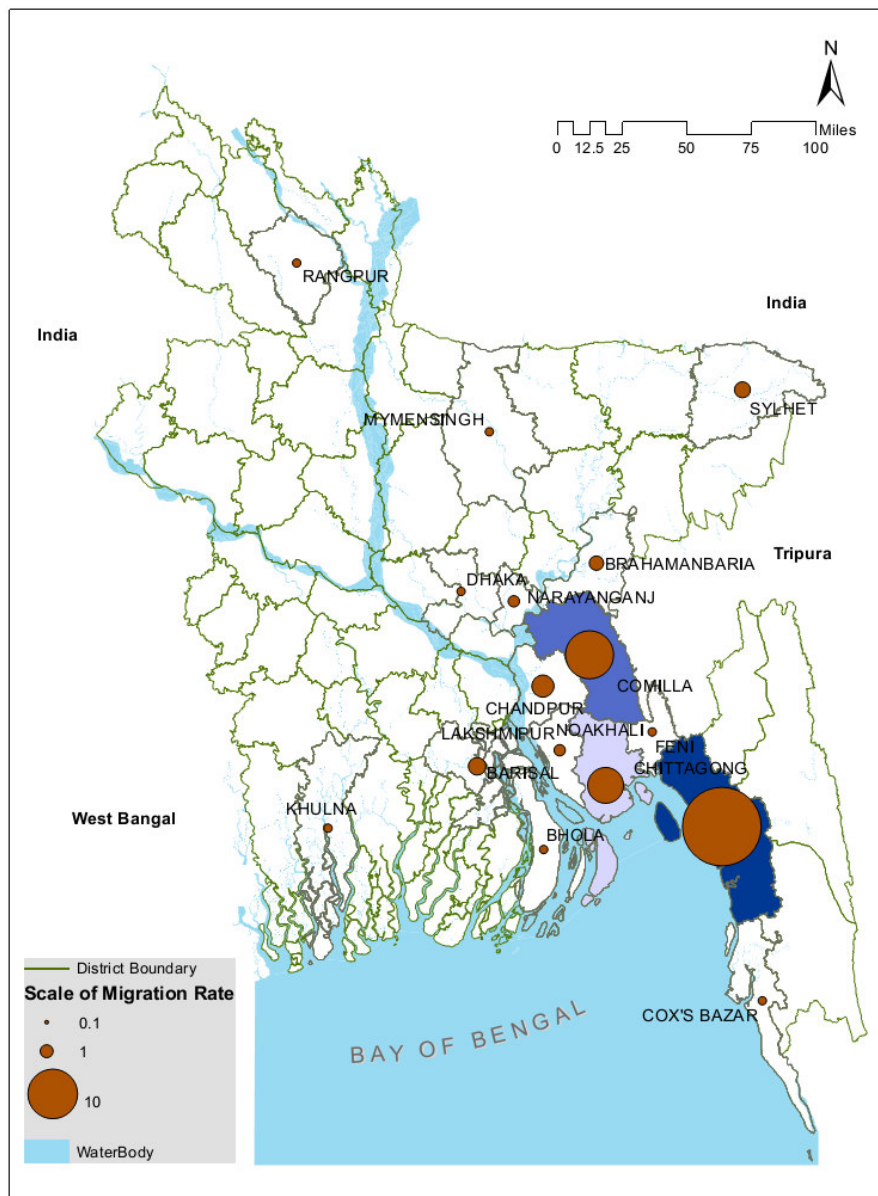 N
Miles
0 12.5 25 50 75 100
RANGPUR
India
India
SYLHET
MYMENSINGH
Tripura
BRAHAMANBARIA
DHAKA
NARAYANGANJ
COMILLA
CHANDPUR
LAKSHMIPUR
NOAKHALI
FENI
CHITTAGONG
BARISAL
West Bangal
KHULNA
BHOLA
District Boundary
Scale of Migration Rate
0.1
1
10
WaterBody
COX'S BAZAR
BAY OF BENGAL